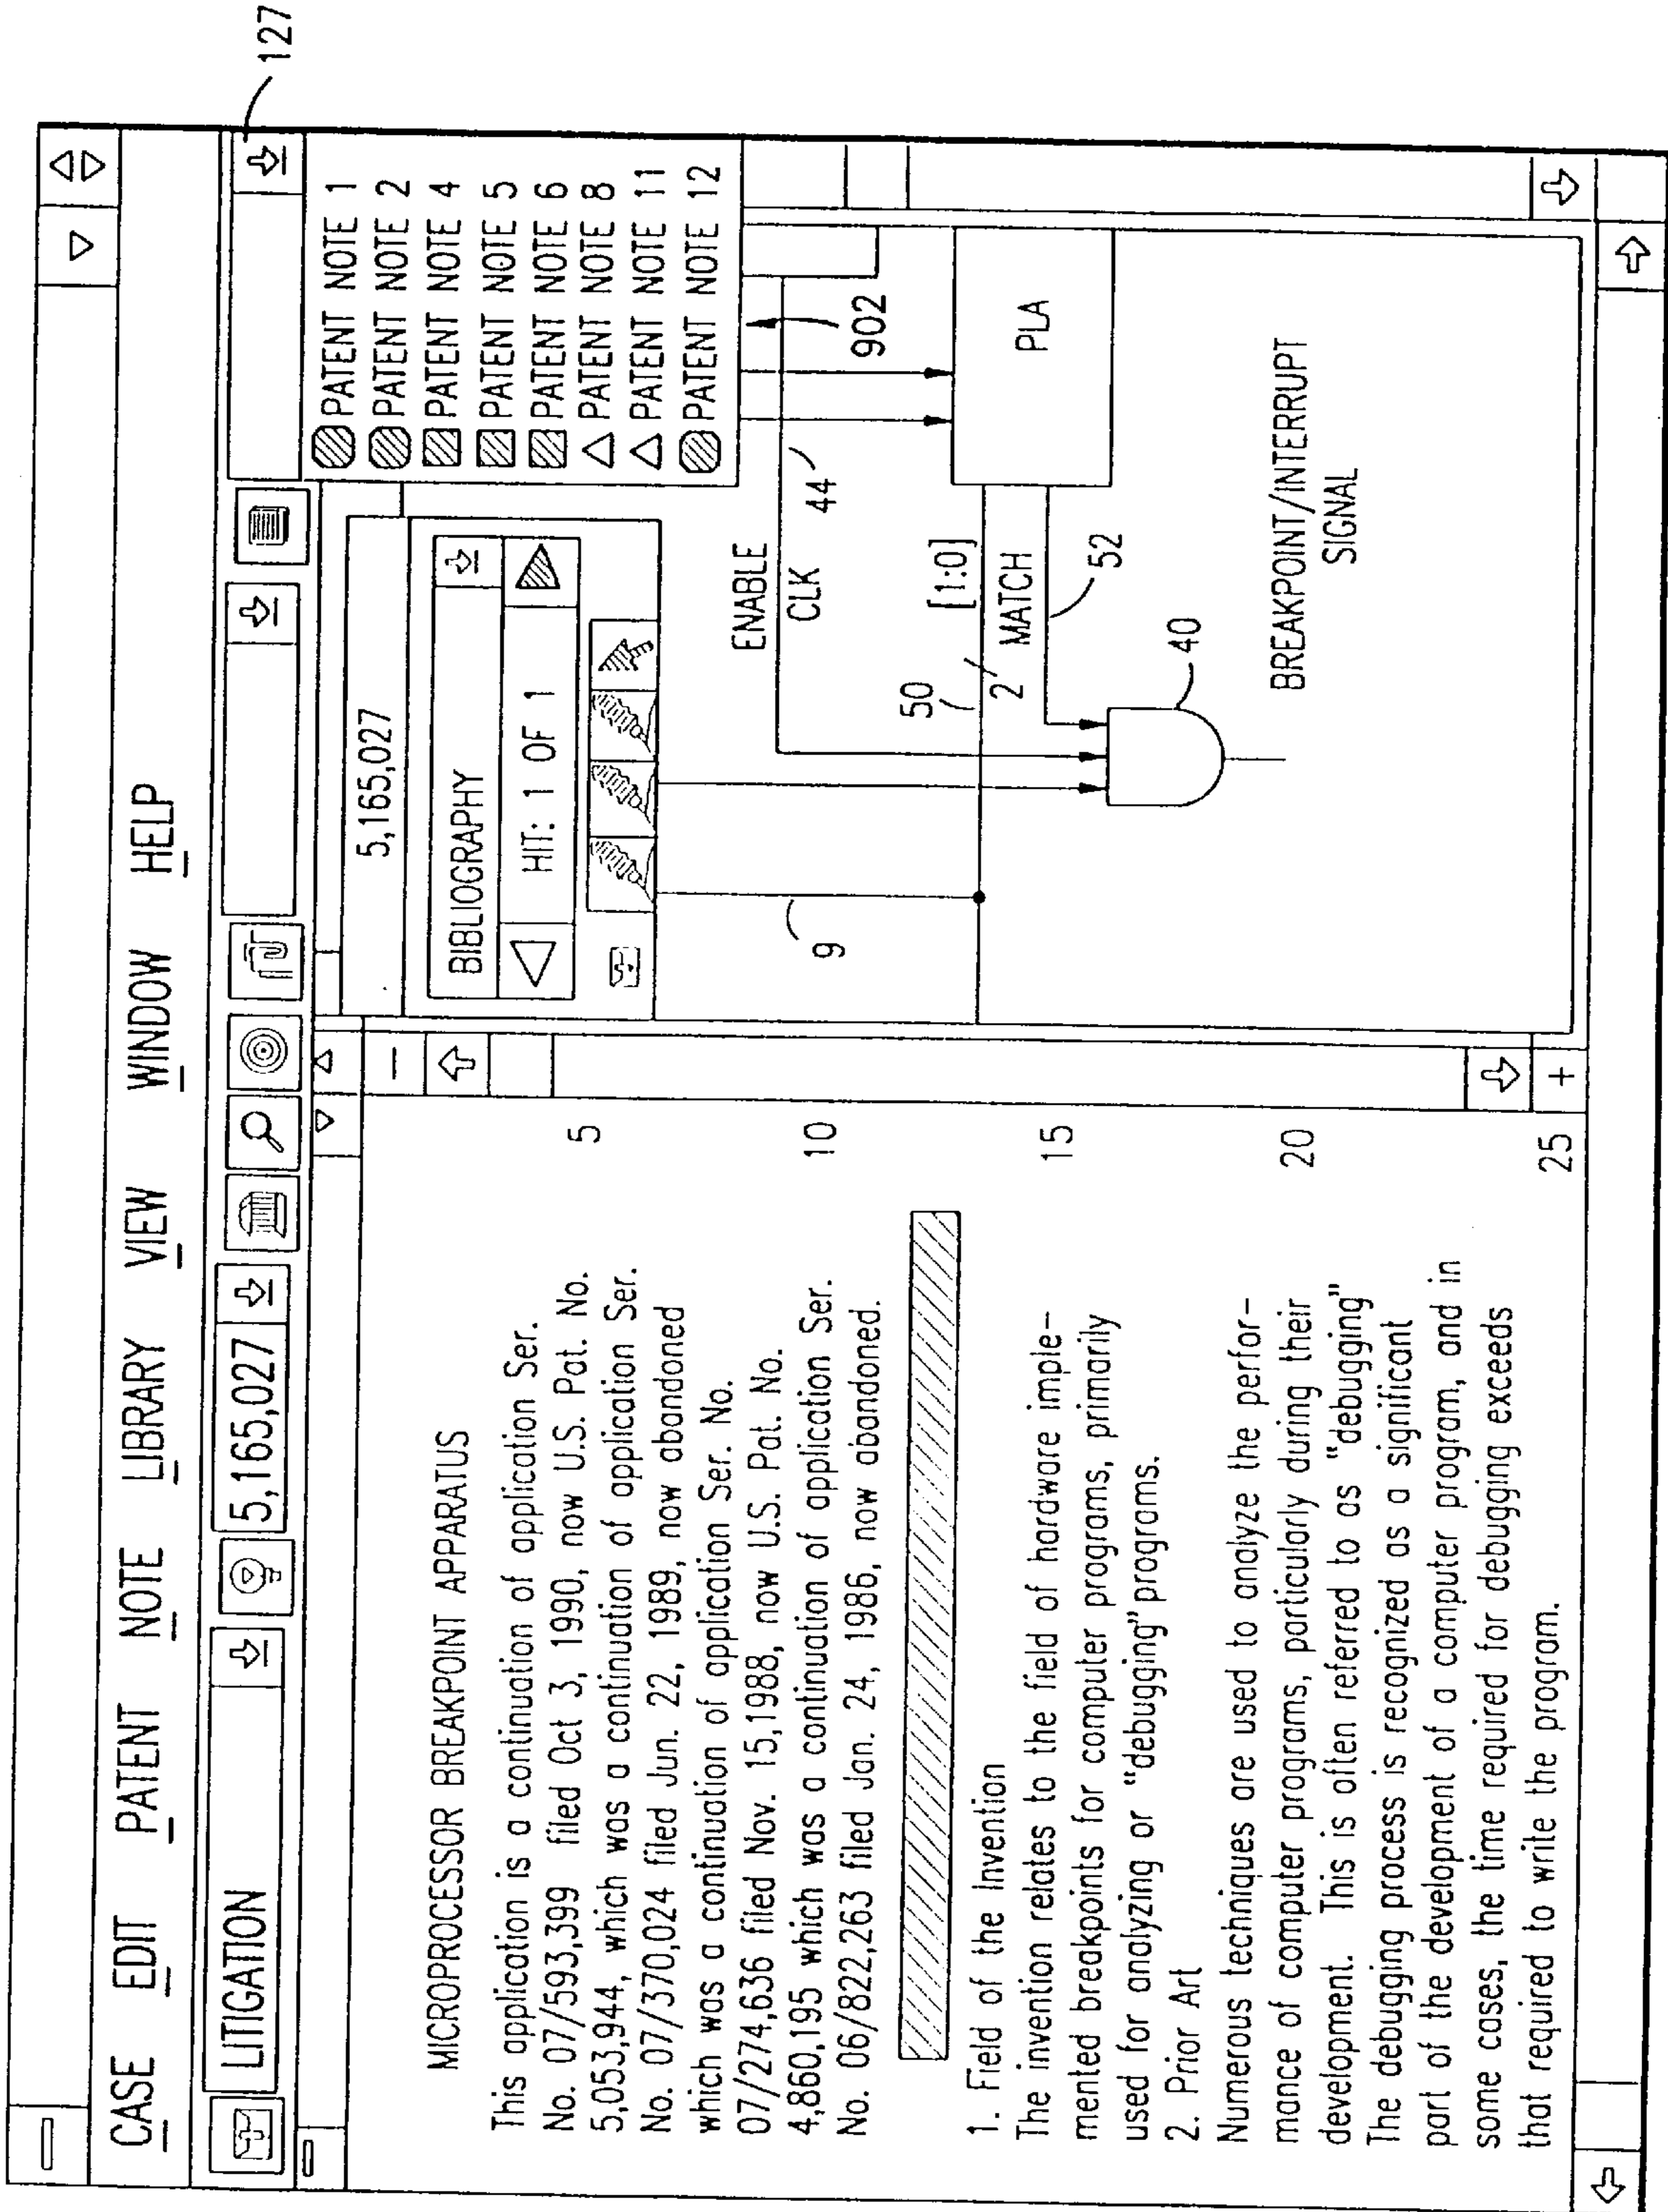 127
CASE EDIT PATENT NOTE LIBRARY VIEW WINDOW HELP
LITIGATION
5,165,027
MICROPROCESSOR BREAKPOINT APPARATUS
This application is a continuation of application Ser.
No. 07/593,399 filed Oct 3, 1990, now U.S. Pat. No.
5,053,944, which was a continuation of application Ser.
No. 07/370,024 filed Jun. 22, 1989, now abandoned
which was a continuation of application Ser. No.
07/274,636 filed Nov. 15,1988, now U.S. Pat. No.
4,860,195 which was a continuation of application Ser.
No. 06/822,263 filed Jan. 24, 1986, now abandoned.
1. Field of the Invention
The invention relates to the field of hardware imple-
mented breakpoints for computer programs, primarily
used for analyzing or "debugging" programs.
2. Prior Art
Numerous techniques are used to analyze the perfor-
mance of computer programs, particularly during their
development. This is often referred to as "debugging"
The debugging process is recognized as a significant
part of the development of a computer program, and in
some cases, the time required for debugging exceeds
that required to write the program.
5
10
15
20
25
5,165,027
BIBLIOGRAPHY
HIT: 1 OF 1
PATENT NOTE 1
PATENT NOTE 2
PATENT NOTE 4
PATENT NOTE 5
PATENT NOTE 6
PATENT NOTE 8
PATENT NOTE 11
PATENT NOTE 12
902
ENABLE
CLK
44
9
50
[1:0]
2
MATCH
52
PLA
40
BREAKPOINT/INTERRUPT
SIGNAL